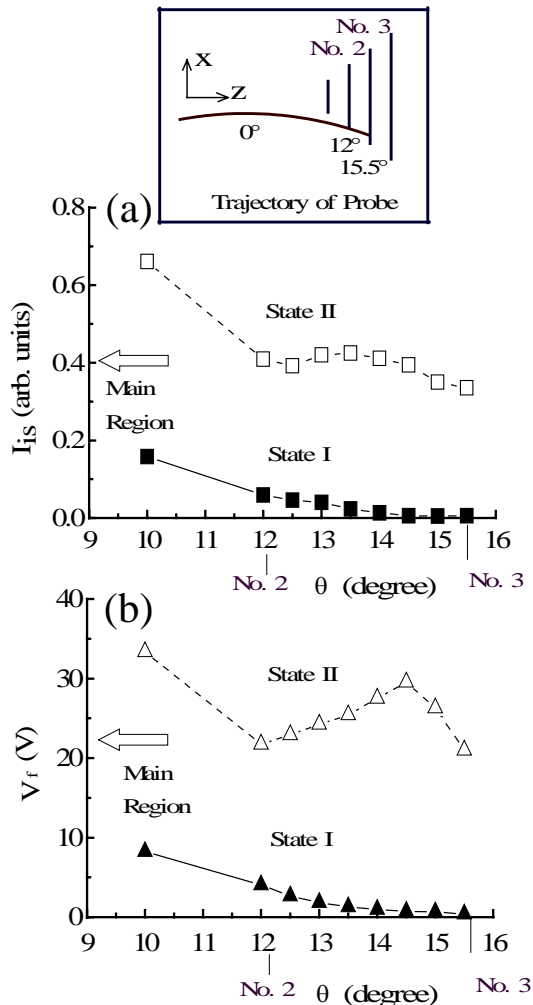 No. 3
No. 2
X
Z
0°
12°
15.5°
Trajectory of Probe
(a)
0.8
0.6
0.4
0.2
0.0
I_is (arb. units)
State II
Main
Region
State I
9 10 11 12 13 14 15 16
No. 2 θ (degree) No. 3
(b)
40
30
20
10
0
V_f (V)
State II
Main
Region
State I
9 10 11 12 13 14 15 16
No. 2 θ (degree) No. 3